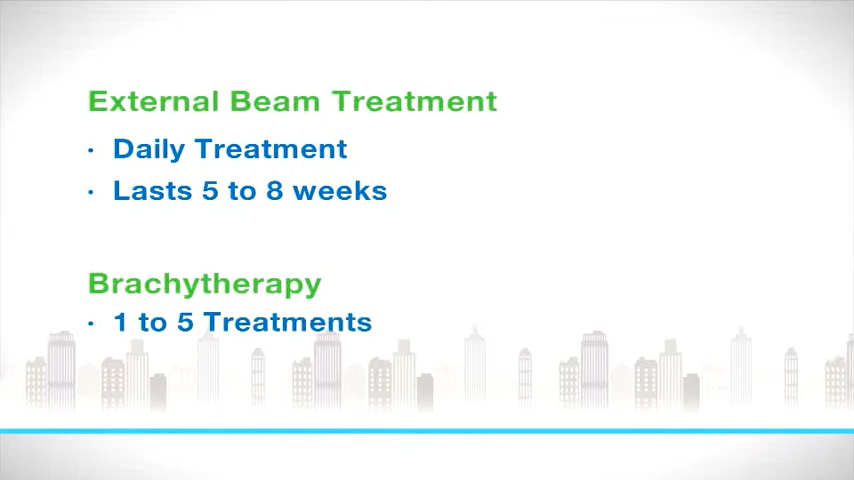 External Beam Treatment
· Daily Treatment
· Lasts 5 to 8 weeks
Brachytherapy
· 1 to 5 Treatments